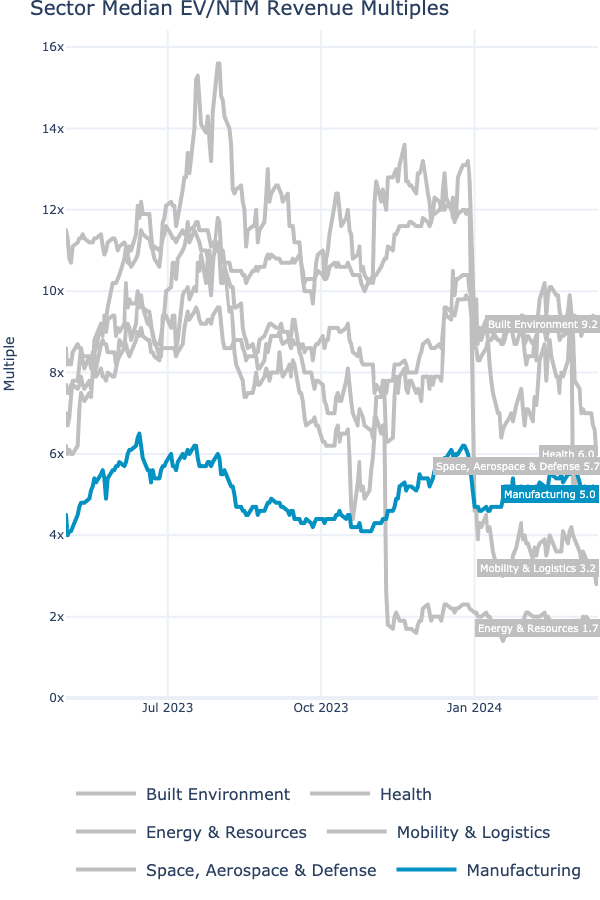 Sector Median EV/NTM Revenue Multiples
16x
14x
12x
10x
8x
6x
4x
2x
0x
Multiple
Built Environment 9.2
Health 6.0
Space, Aerospace & Defense 5.7
Manufacturing 5.0
Mobility & Logistics 3.2
Energy & Resources 1.7
Jul 2023 Oct 2023 Jan 2024
Built Environment Health
Energy & Resources Mobility & Logistics
Space, Aerospace & Defense Manufacturing